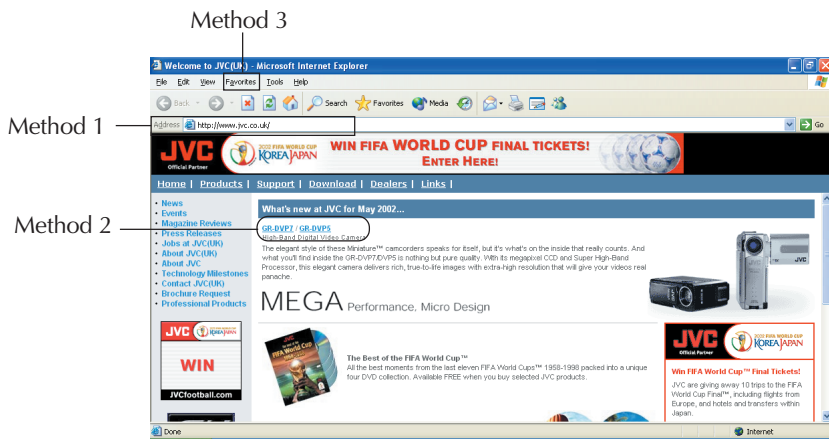 Method 3
Welcome to JVC(UK) - Microsoft Internet Explorer
File Edit View Favorites Tools Help
Back Search Favorites Media
Method 1
Address http://www.jvc.co.uk/ Go
JVC
Official Partner
2002 FIFA WORLD CUP
KOREA JAPAN
WIN FIFA WORLD CUP FINAL TICKETS!
ENTER HERE!
Home | Products | Support | Download | Dealers | Links |
Method 2
• News
• Events
• Magazine Reviews
• Press Releases
• Jobs at JVC(UK)
• About JVC(UK)
• About JVC
• Technology Milestones
• Contact JVC(UK)
• Brochure Request
• Professional Products
What's new at JVC for May 2002...
GR-DVP7 / GR-DVP5
High-Band Digital Video Camera
The elegant style of these Miniature™ camcorders speaks for itself, but it's what's on the inside that really counts. And
what you'll find inside the GR-DVP7/DVP5 is nothing but pure quality. With its megapixel CCD and Super High-Band
Processor, this elegant camera delivers rich, true-to-life images with extra-high resolution that will give your videos real
panache.
MEGA Performance, Micro Design
JVC
JVC
KOREA JAPAN
WIN
JVCfootball.com
FIFA World Cup
The Best of the FIFA World Cup™
All the best moments from the last eleven FIFA World Cups™ 1958-1998 packed into a unique
four DVD collection. Available FREE when you buy selected JVC products.
JVC
Official Partner
2002 FIFA WORLD CUP
KOREA JAPAN
Win FIFA World Cup™ Final Tickets!
JVC are giving away 10 trips to the FIFA
World Cup Final™, including flights from
Europe, and hotels and transfers within
Japan.
Done
Internet